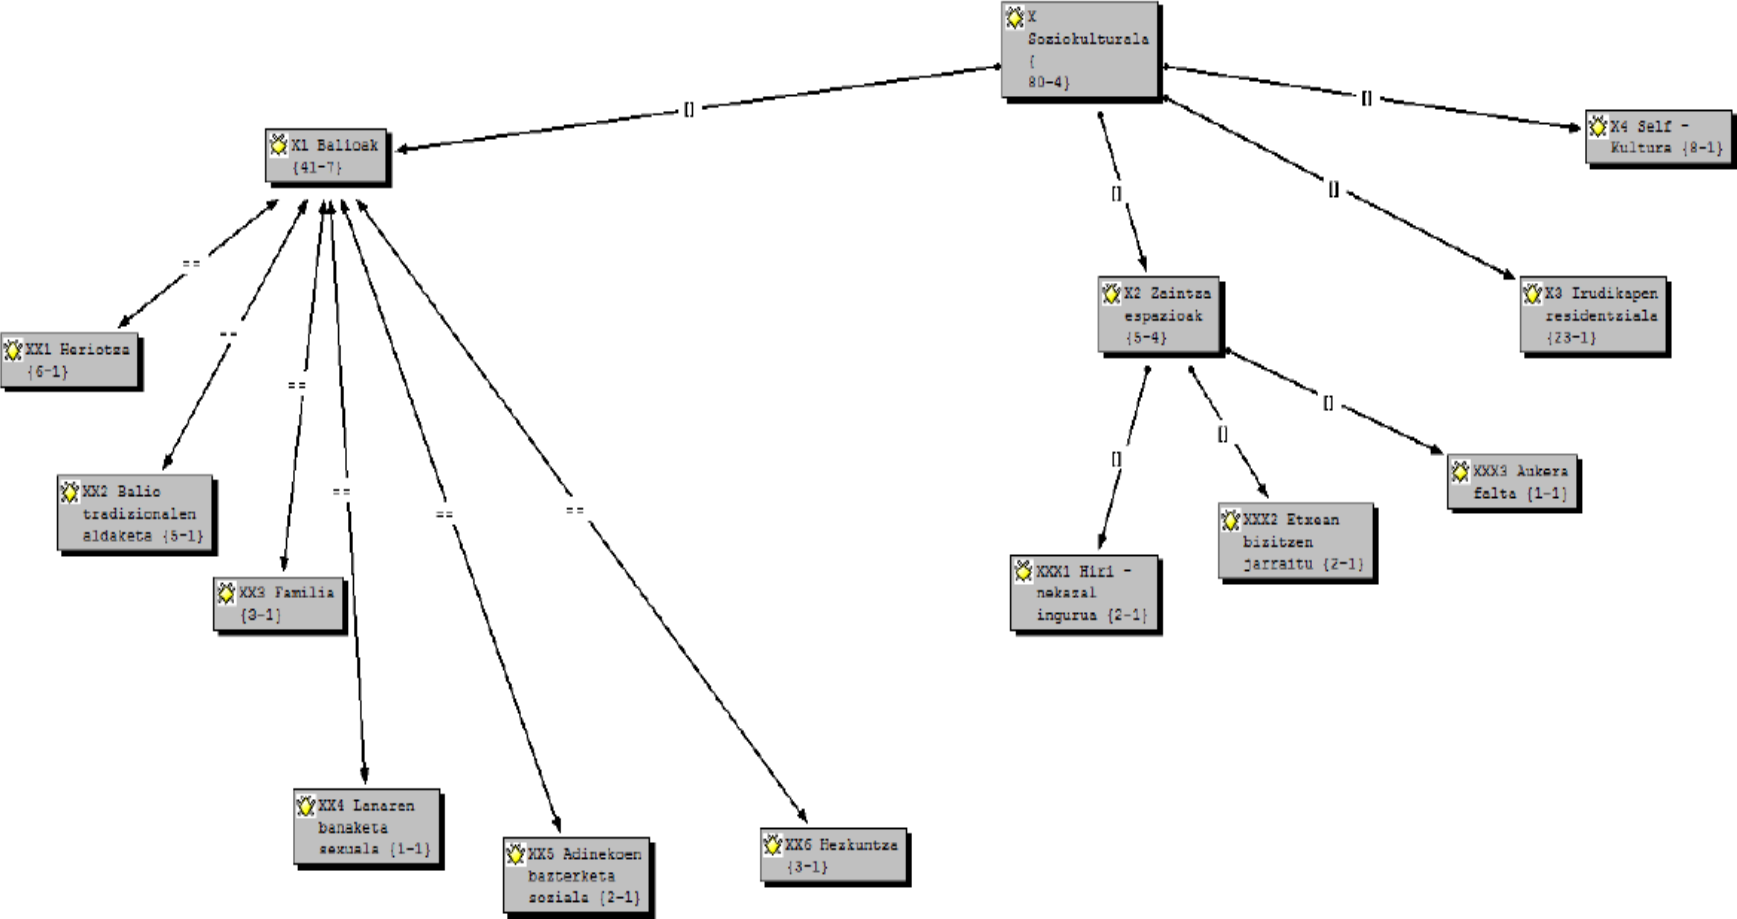 X
Soziokulturala
{
80-4}
[]
[]
X1 Balioak
{41-7}
X4 Self -
Kultura {8-1}
[]
[]
==
X2 Zaintza
espazioak
{5-4}
X3 Irudikapen
residentziala
{23-1}
XX1 Heriotza
{6-1}
==
==
[]
[]
[]
XX2 Balio
tradizionalen
aldaketa {5-1}
==
==
==
XXX3 Aukera
falta {1-1}
XXX2 Etxean
bizitzen
jarraitu {2-1}
XXX1 Hiri -
nekazal
ingurua {2-1}
XX3 Familia
{3-1}
XX4 Lanaren
banaketa
sexuala {1-1}
XX5 Adinekoen
bazterketa
soziala {2-1}
XX6 Hezkuntza
{3-1}